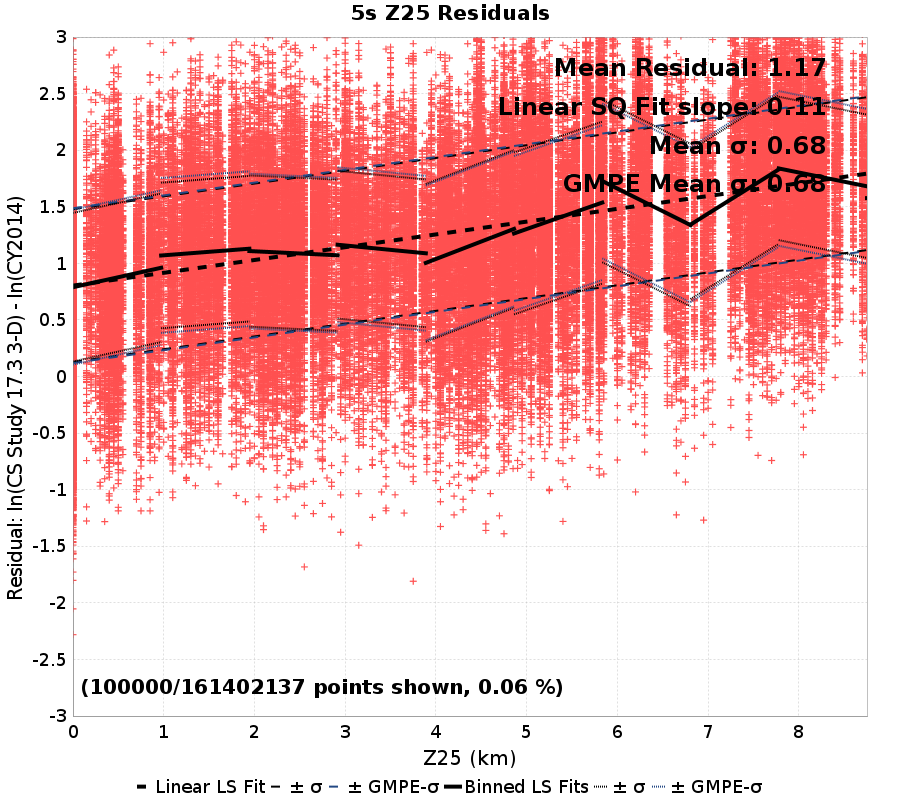 5s Z25 Residuals
Residual: ln(CS Study 17.3 3-D) - ln(CY2014)
3
2.5
2
1.5
1
0.5
0
-0.5
-1
-1.5
-2
-2.5
-3
Mean Residual: 1.17
Linear SQ Fit slope: 0.11
Mean σ: 0.68
GMPE Mean σ: 0.68
(100000/161402137 points shown, 0.06 %)
0 1 2 3 4 5 6 7 8
Z25 (km)
Linear LS Fit ± σ ± GMPE-σ Binned LS Fits ± σ ± GMPE-σ